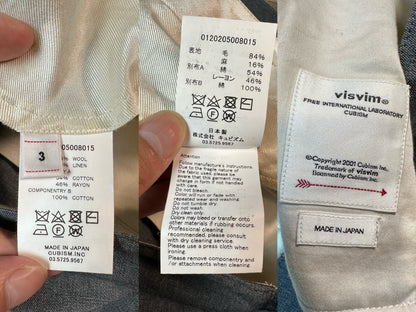 3
05008015
WOOL
LINEN
COTTON
46% RAYON
COMPONENTRY B
100% COTTON
MADE IN JAPAN
CUBISM.INC
03.5725.9567
0120205008015
表地 毛 84%
麻 16%
別布A 綿 54%
レーヨン 46%
別布B 綿 100%
日本製
株式会社 キュビズム
03.5725.9567
Attention
Follow manufacture's instructions.
Due to the fragile nature of
the fabric used, please be
aware that this garment may
change in form if not handled
with care.
Do not bleach.
Color will run or fade with
repeated wear and washing.
Do not tumble dry.
Do not wash.
Dry clean only.
Colors may bleed or transfer onto
other materials if rubbing occurs.
Professional cleaning
recommended, please consult
with dry cleaning service.
Please use a press cloth when
ironing.
Please remove componentry and
/or attachments when cleaning.
visvim®
FREE INTERNATIONAL LABORATORY
CUBISM
©Copyright 2001 Cubism Inc.
Trademark of visvim
licensed by Cubism Inc.
MADE IN JAPAN